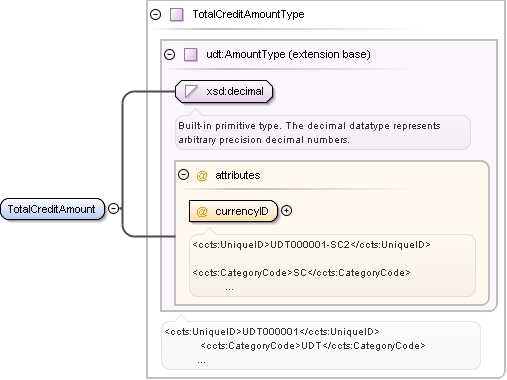 TotalCreditAmountType
udt:AmountType (extension base)
xsd:decimal
Built-in primitive type. The decimal datatype represents
arbitrary precision decimal numbers.
@ attributes
@ currencyID
<ccts:UniqueID>UDT000001-SC2</ccts:UniqueID>
<ccts:CategoryCode>SC</ccts:CategoryCode>
...
TotalCreditAmount
<ccts:UniqueID>UDT000001</ccts:UniqueID>
<ccts:CategoryCode>UDT</ccts:CategoryCode>
...